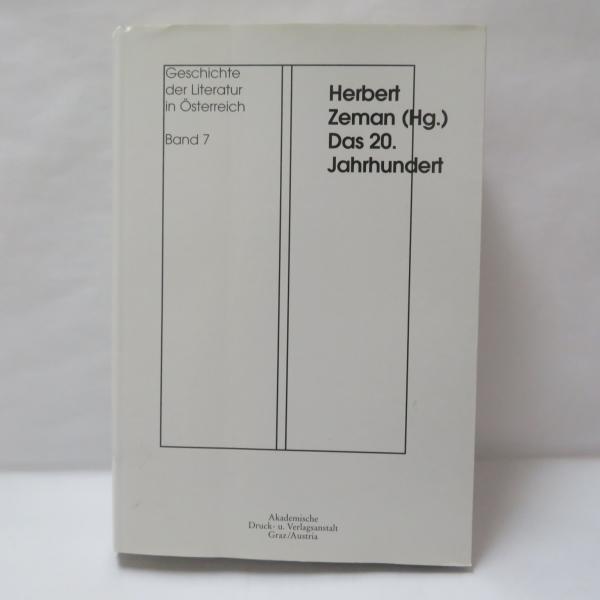 Geschichte
der Literatur
in Österreich
Band 7
Herbert
Zeman (Hg.)
Das 20.
Jahrhundert
Akademische
Druck- u. Verlagsanstalt
Graz/Austria